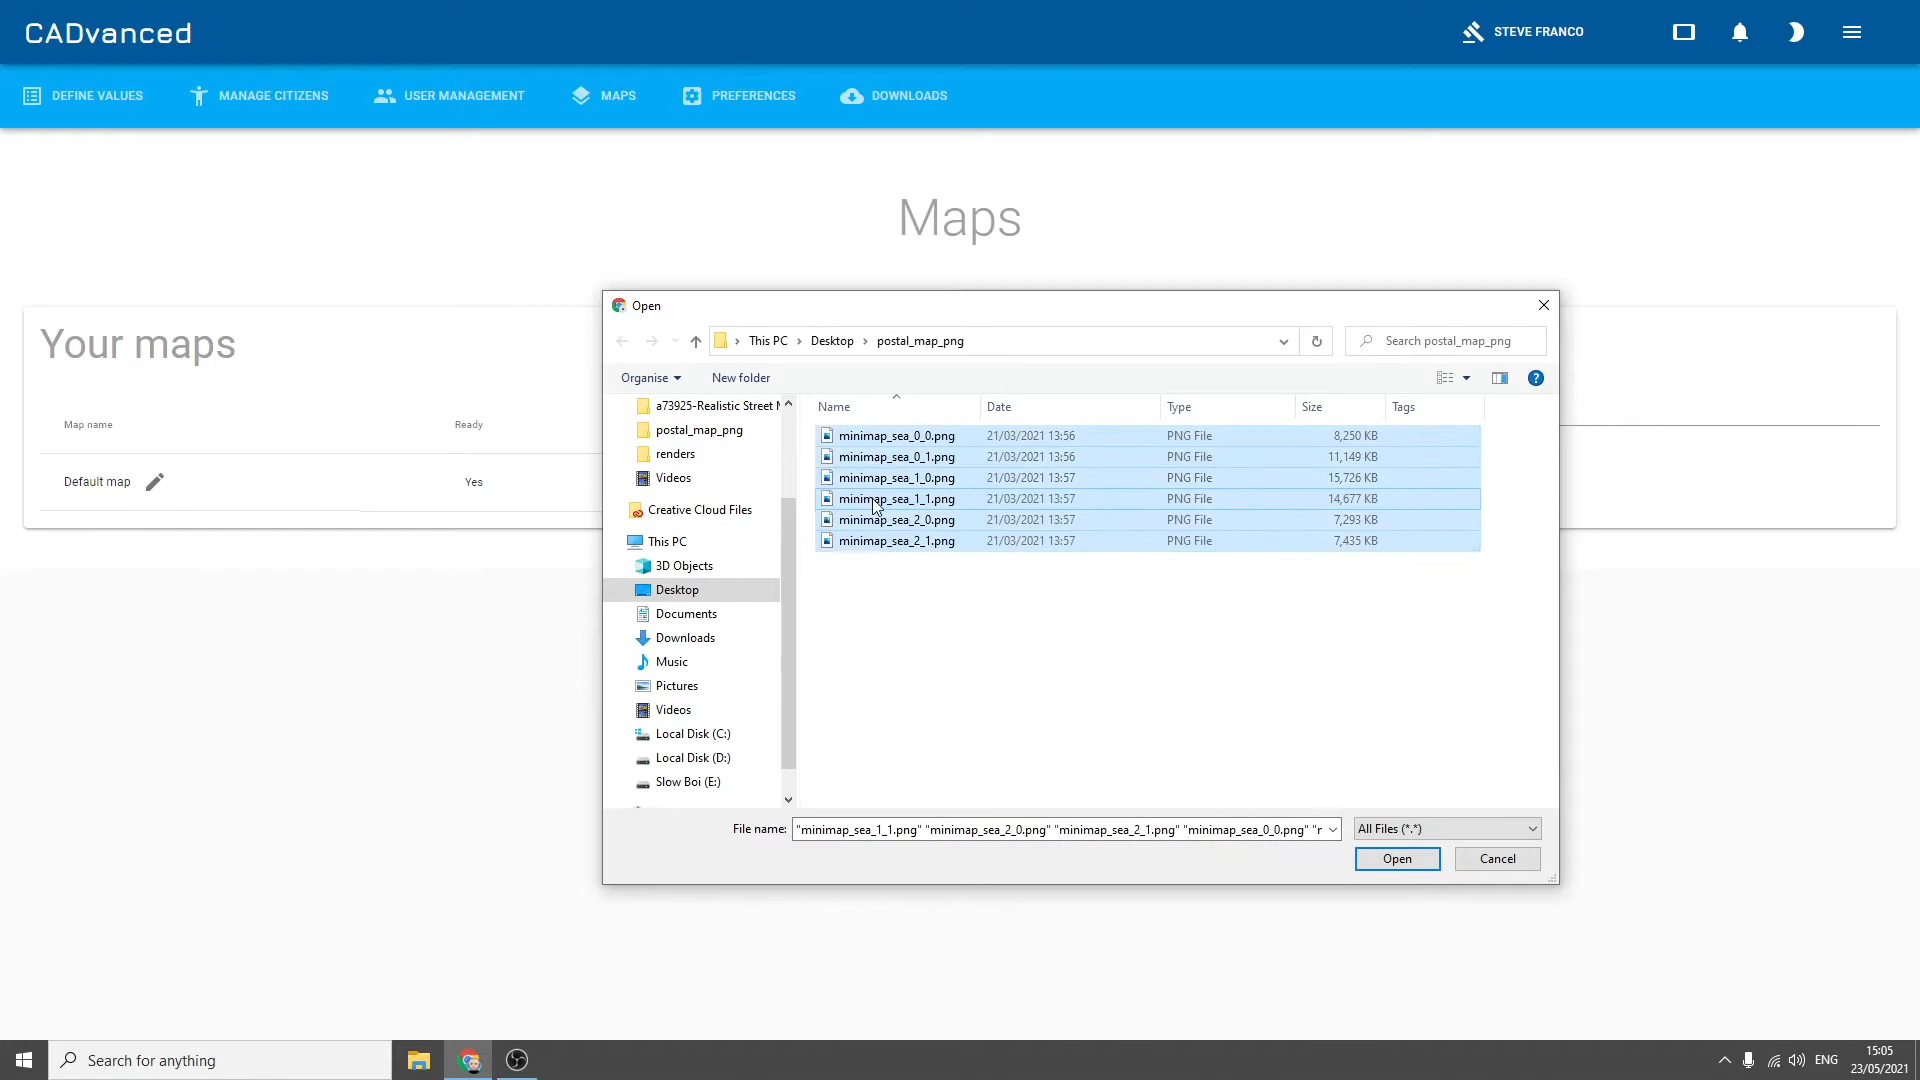 CADvanced
STEVE FRANCO
DEFINE VALUES
MANAGE CITIZENS
USER MANAGEMENT
MAPS
PREFERENCES
DOWNLOADS
Maps
Your maps
Map name
Ready
Default map
Yes
Open
This PC
Desktop
postal_map_png
Search postal_map_png
Organise
New folder
?
a73925-Realistic Street
postal_map_png
renders
Videos
Creative Cloud Files
This PC
3D Objects
Desktop
Documents
Downloads
Music
Pictures
Videos
Local Disk (C:)
Local Disk (D:)
Slow Boi (E:)
Name Date Type Size Tags
minimap_sea_0_0.png 21/03/2021 13:56 PNG File 8,250 KB
minimap_sea_0_1.png 21/03/2021 13:56 PNG File 11,149 KB
minimap_sea_1_0.png 21/03/2021 13:57 PNG File 15,726 KB
minimap_sea_1_1.png 21/03/2021 13:57 PNG File 14,677 KB
minimap_sea_2_0.png 21/03/2021 13:57 PNG File 7,293 KB
minimap_sea_2_1.png 21/03/2021 13:57 PNG File 7,435 KB
File name: "minimap_sea_1_1.png" "minimap_sea_2_0.png" "minimap_sea_2_1.png" "minimap_sea_0_0.png"
All Files (*.*)
Open
Cancel
Search for anything
ENG
15:05
23/05/2021